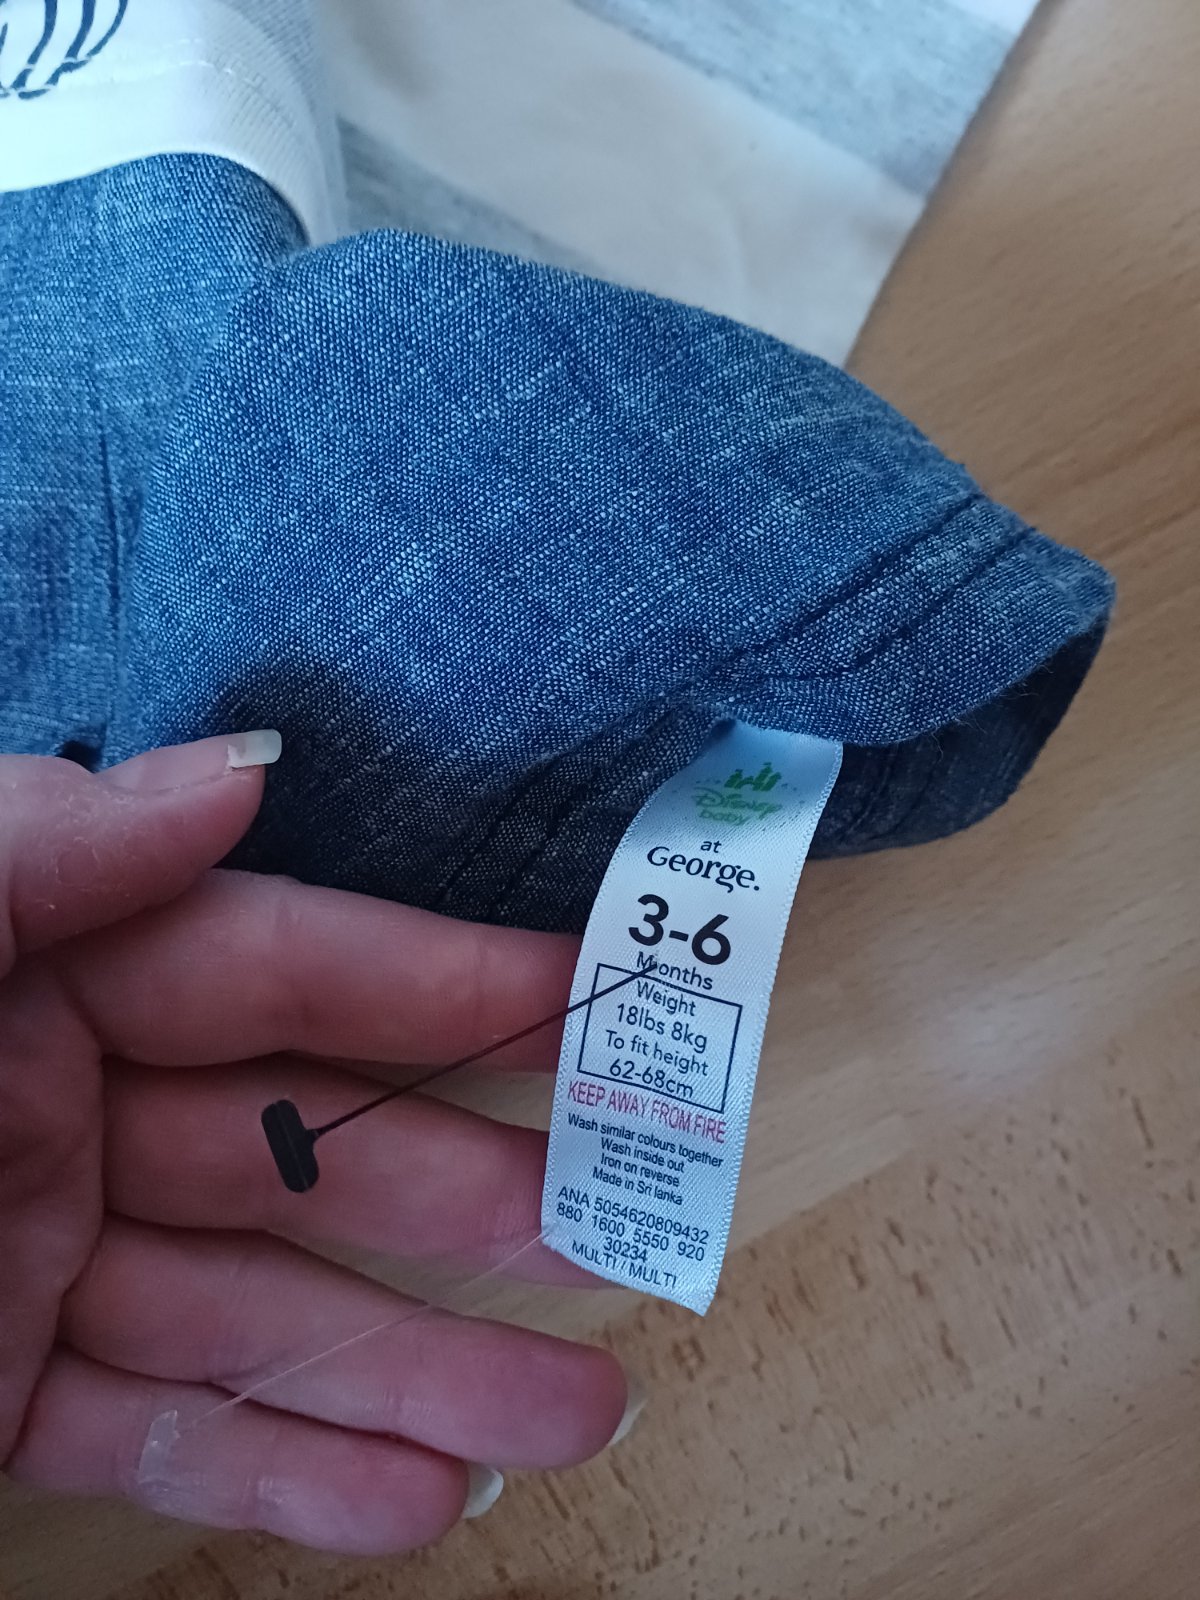 Disney
baby
at
George.
3-6
Months
Weight
18lbs 8kg
To fit height
62-68cm
KEEP AWAY FROM FIRE
Wash similar colours together
Wash inside out
Iron on reverse
Made in Sri lanka
ANA 5054620809432
880 1600 5550 920
30234
MULTI / MULTI